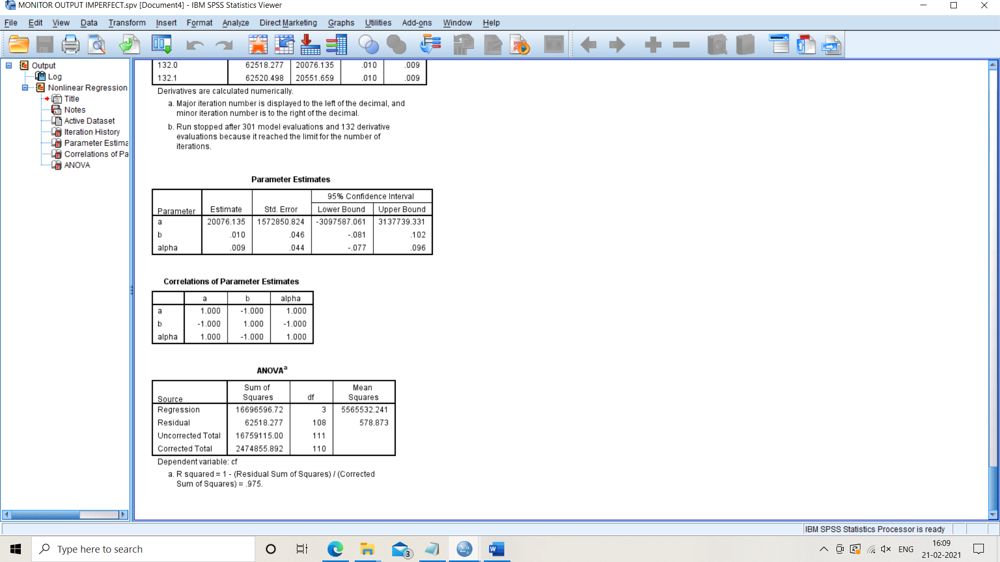 MONITOR OUTPUT IMPERFECT.spv [Document4] - IBM SPSS Statistics Viewer
File Edit View Data Transform Insert Format Analyze Direct Marketing Graphs Utilities Add-ons Window Help
Output
Log
Nonlinear Regression
Title
Notes
Active Dataset
Iteration History
Parameter Estima
Correlations of Pa
ANOVA
132.0 62518.277 20076.135 .010 .009
132.1 62520.498 20551.659 .010 .009
Derivatives are calculated numerically.
a. Major iteration number is displayed to the left of the decimal, and
minor iteration number is to the right of the decimal.
b. Run stopped after 301 model evaluations and 132 derivative
evaluations because it reached the limit for the number of
iterations.
Parameter Estimates
95% Confidence Interval
Parameter Estimate Std. Error Lower Bound Upper Bound
a 20076.135 1572850.824 -3097587.061 3137739.331
b .010 .046 -.081 .102
alpha .009 .044 -.077 .096
Correlations of Parameter Estimates
a b alpha
a 1.000 -1.000 1.000
b -1.000 1.000 -1.000
alpha 1.000 -1.000 1.000
ANOVAa
Source Sum of Squares df Mean Squares
Regression 16696596.72 3 5565532.241
Residual 62518.277 108 578.873
Uncorrected Total 16759115.00 111
Corrected Total 2474855.892 110
Dependent variable: cf
a. R squared = 1 - (Residual Sum of Squares) / (Corrected
Sum of Squares) = .975.
IBM SPSS Statistics Processor is ready
Type here to search
3
W
ENG
16:09
21-02-2021